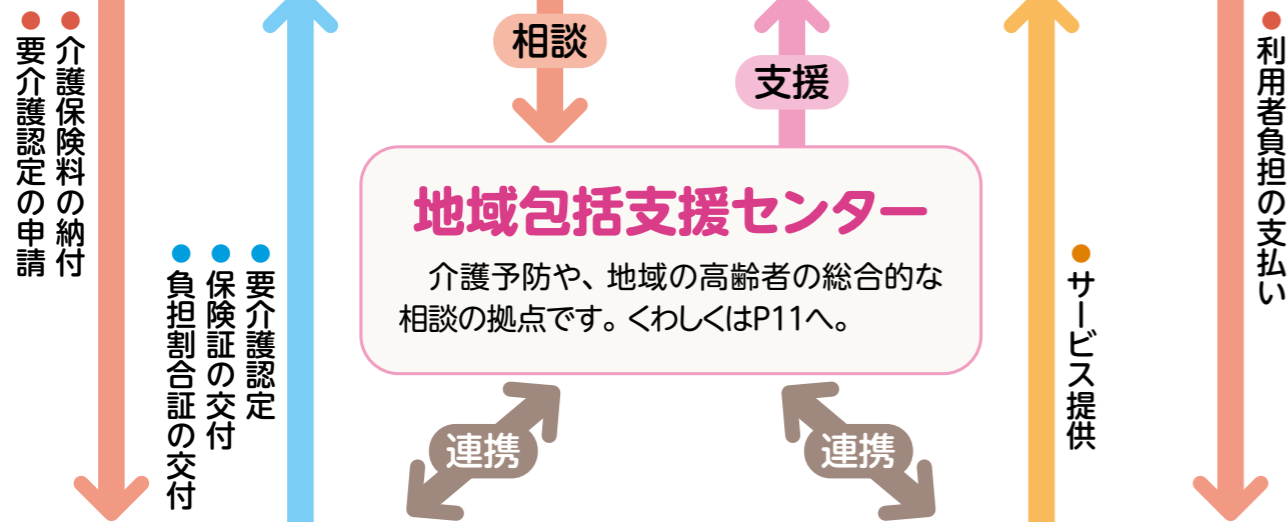 ●介護保険料の納付
●要介護認定の申請
●要介護認定
●保険証の交付
●負担割合証の交付
相談
支援
地域包括支援センター
介護予防や、地域の高齢者の総合的な
相談の拠点です。くわしくはP11へ。
連携
連携
●サービス提供
●利用者負担の支払い